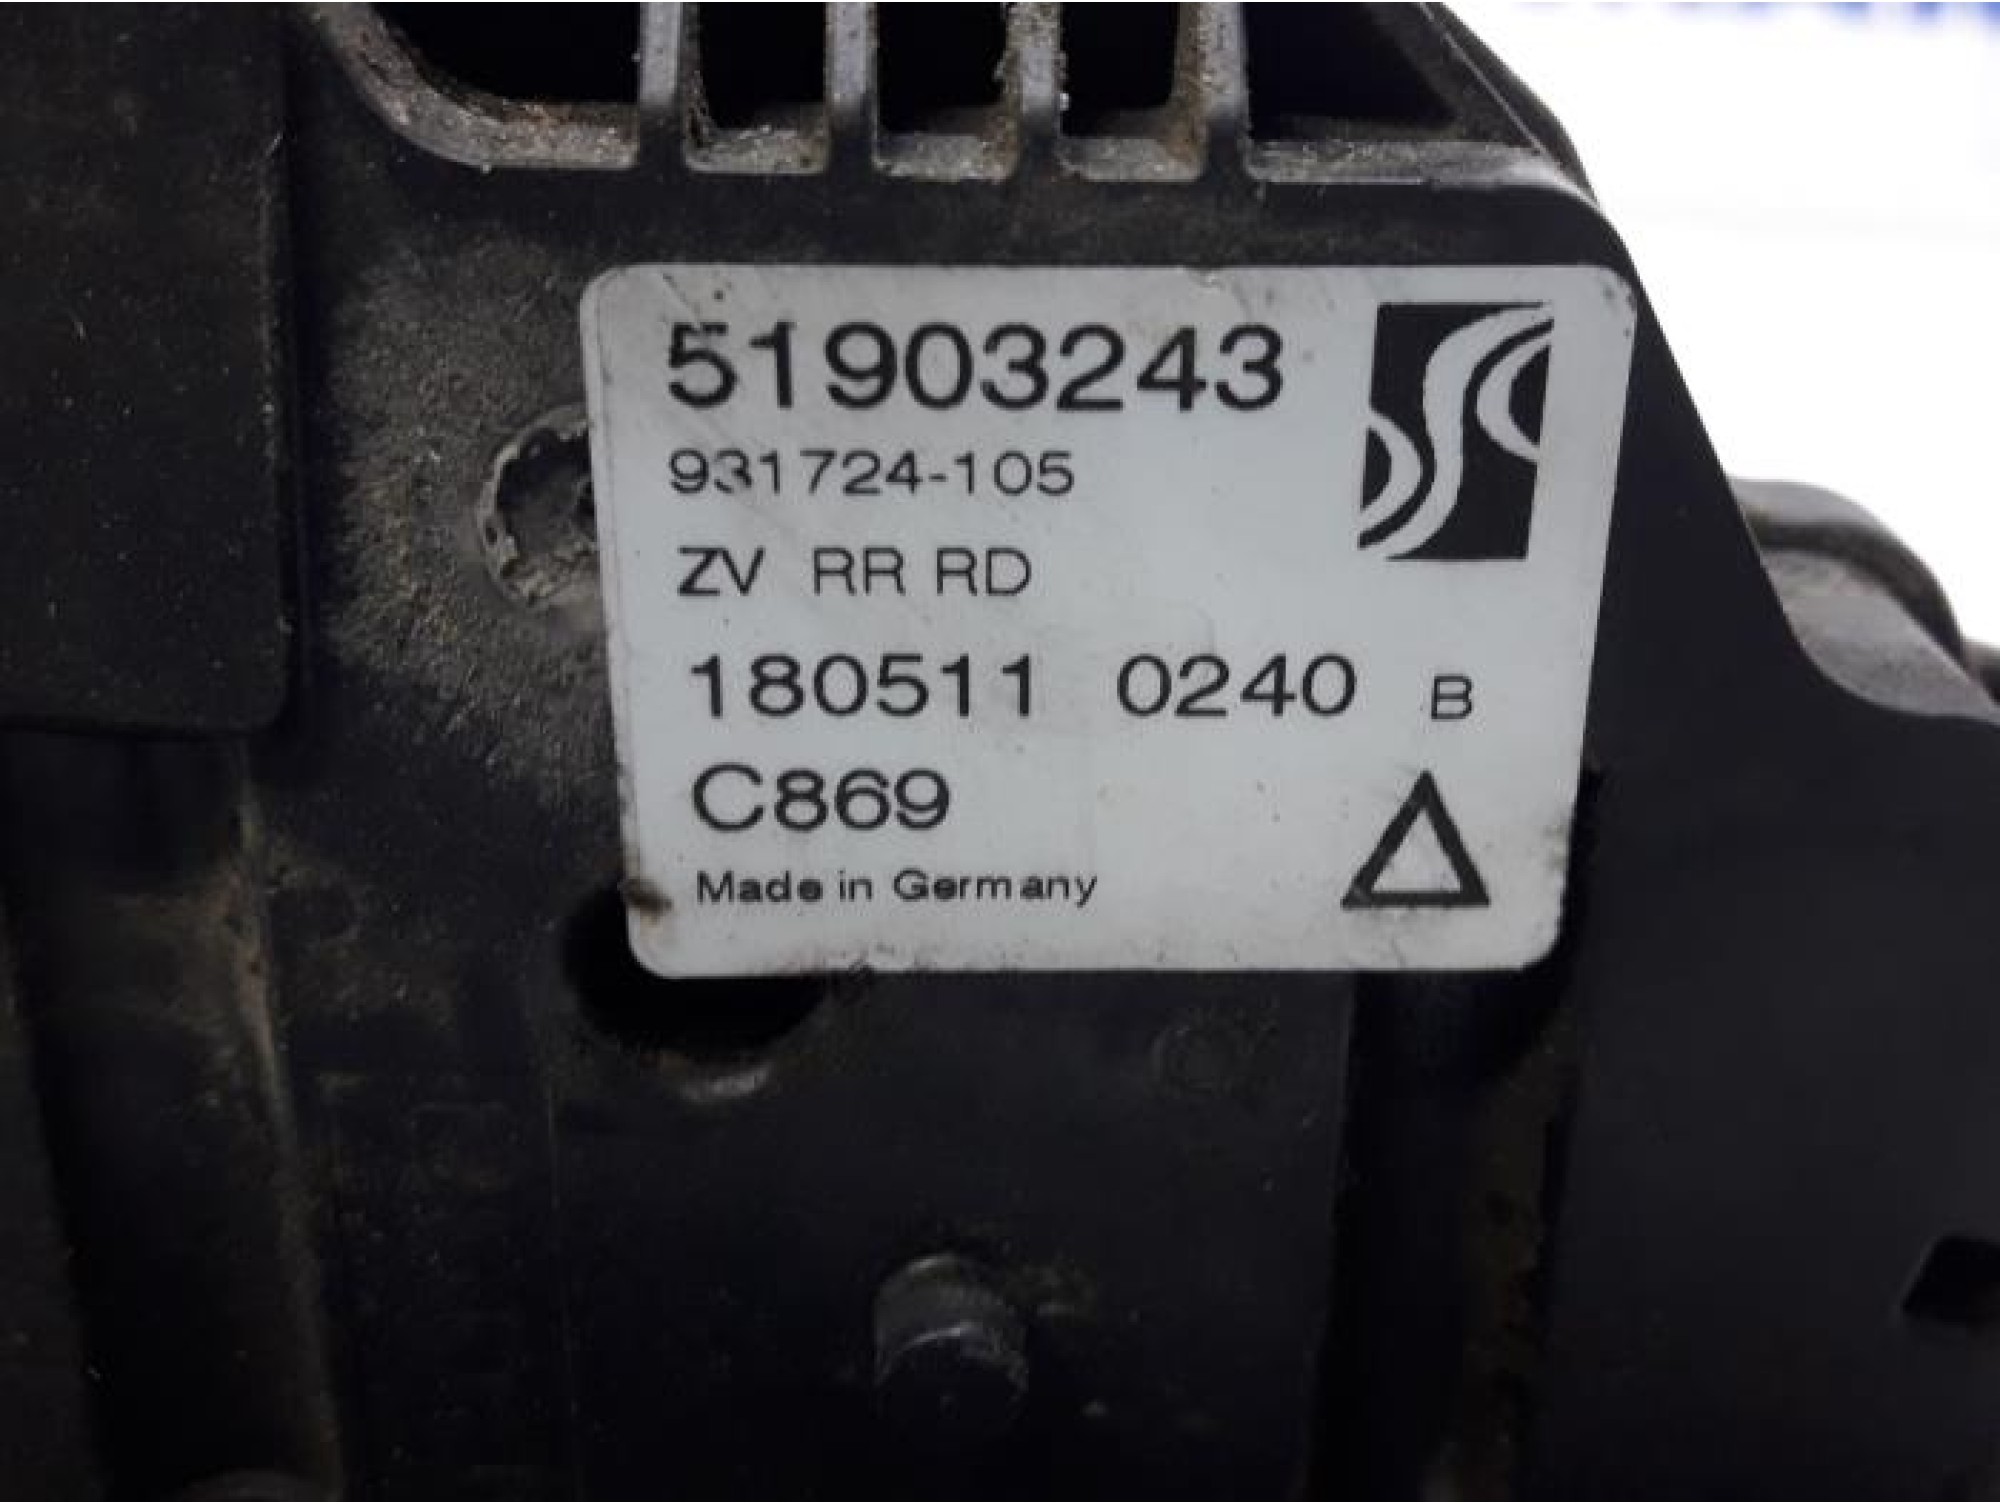 51903243
931724-105
ZV RR RD
180511 0240 B
C869
Made in Germany